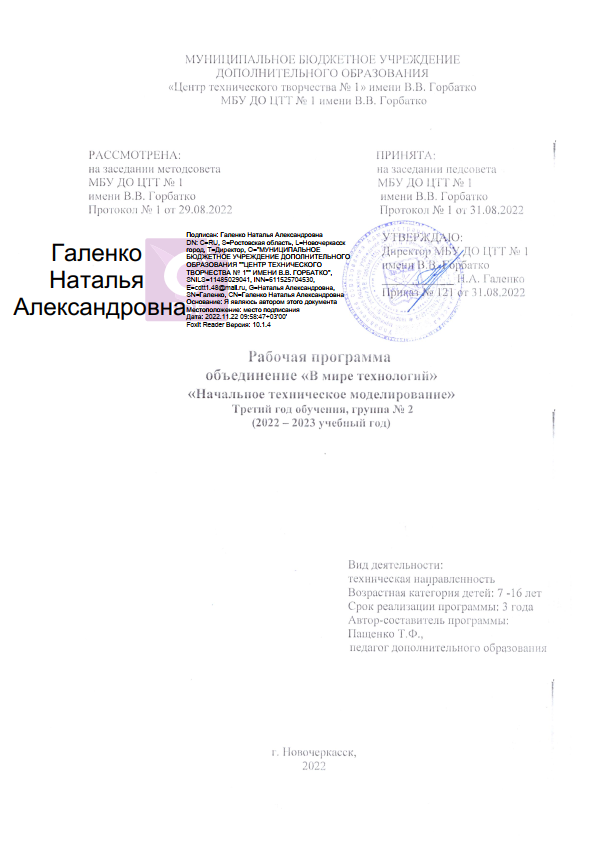 МУНИЦИПАЛЬНОЕ БЮДЖЕТНОЕ УЧРЕЖДЕНИЕ
ДОПОЛНИТЕЛЬНОГО ОБРАЗОВАНИЯ
«Центр технического творчества № 1» имени В.В. Горбатко
МБУ ДО ЦТТ № 1 имени В.В. Горбатко
РАССМОТРЕНА:
на заседании методсовета
МБУ ДО ЦТТ № 1
имени В.В. Горбатко
Протокол № 1 от 29.08.2022
ПРИНЯТА:
на заседании педсовета
МБУ ДО ЦТТ № 1
имени В.В. Горбатко
Протокол № 1 от 31.08.2022
Галенко
Наталья
Александровна
Подписан: Галенко Наталья Александровна
DN: C=RU, S=Ростовская область, L=Новочеркасск
город, T=Директор, O="МУНИЦИПАЛЬНОЕ
БЮДЖЕТНОЕ УЧРЕЖДЕНИЕ ДОПОЛНИТЕЛЬНОГО
ОБРАЗОВАНИЯ ""ЦЕНТР ТЕХНИЧЕСКОГО
ТВОРЧЕСТВА № 1"" ИМЕНИ В.В. ГОРБАТКО",
SNILS=11485029041, INN=611525704530,
E=cott1.48@mail.ru, G=Наталья Александровна,
SN=Галенко, CN=Галенко Наталья Александровна
Основание: Я являюсь автором этого документа
Местоположение: место подписания
Дата: 2022.11.22 09:58:47+03'00'
Foxit Reader Версия: 10.1.4
УТВЕРЖДАЮ:
Директор МБУ ДО ЦТТ № 1
имени В.В. Горбатко
____________ Н.А. Галенко
Приказ № 121 от 31.08.2022
Рабочая программа
объединение «В мире технологий»
«Начальное техническое моделирование»
Третий год обучения, группа № 2
(2022 – 2023 учебный год)
Вид деятельности:
техническая направленность
Возрастная категория детей: 7 -16 лет
Срок реализации программы: 3 года
Автор-составитель программы:
Пащенко Т.Ф.,
педагог дополнительного образования
г. Новочеркасск,
2022